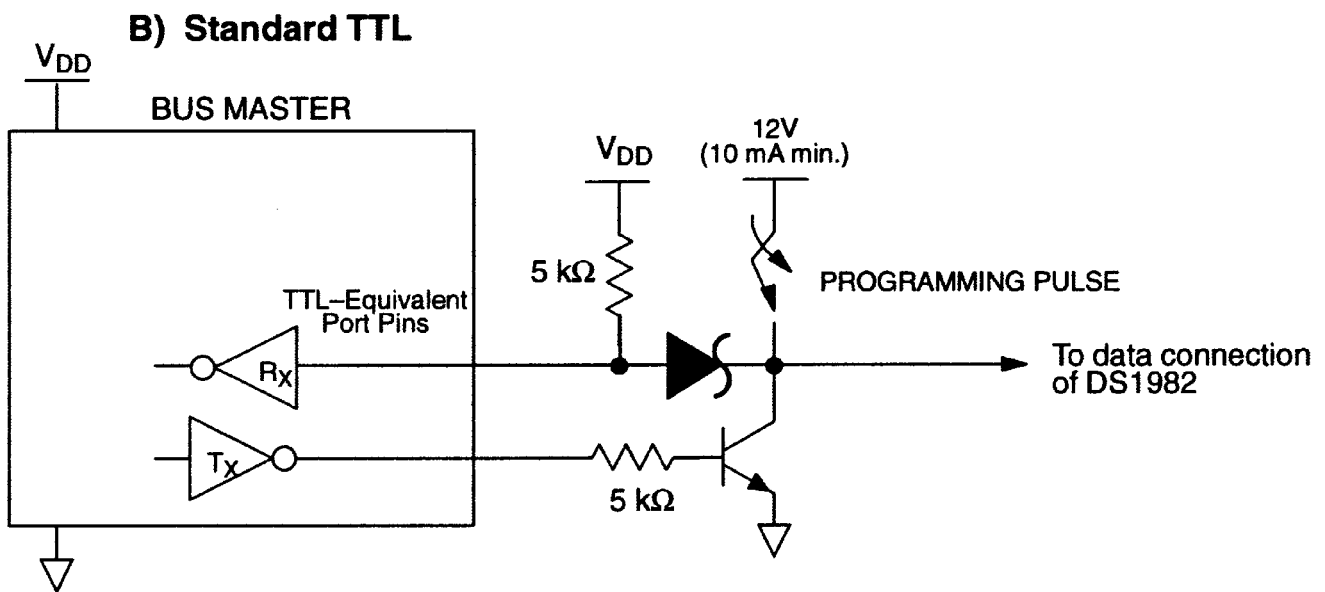 B) Standard TTL
VDD
BUS MASTER
VDD
12V
(10 mA min.)
5 kΩ
PROGRAMMING PULSE
TTL–Equivalent
Port Pins
RX
To data connection
of DS1982
TX
5 kΩ